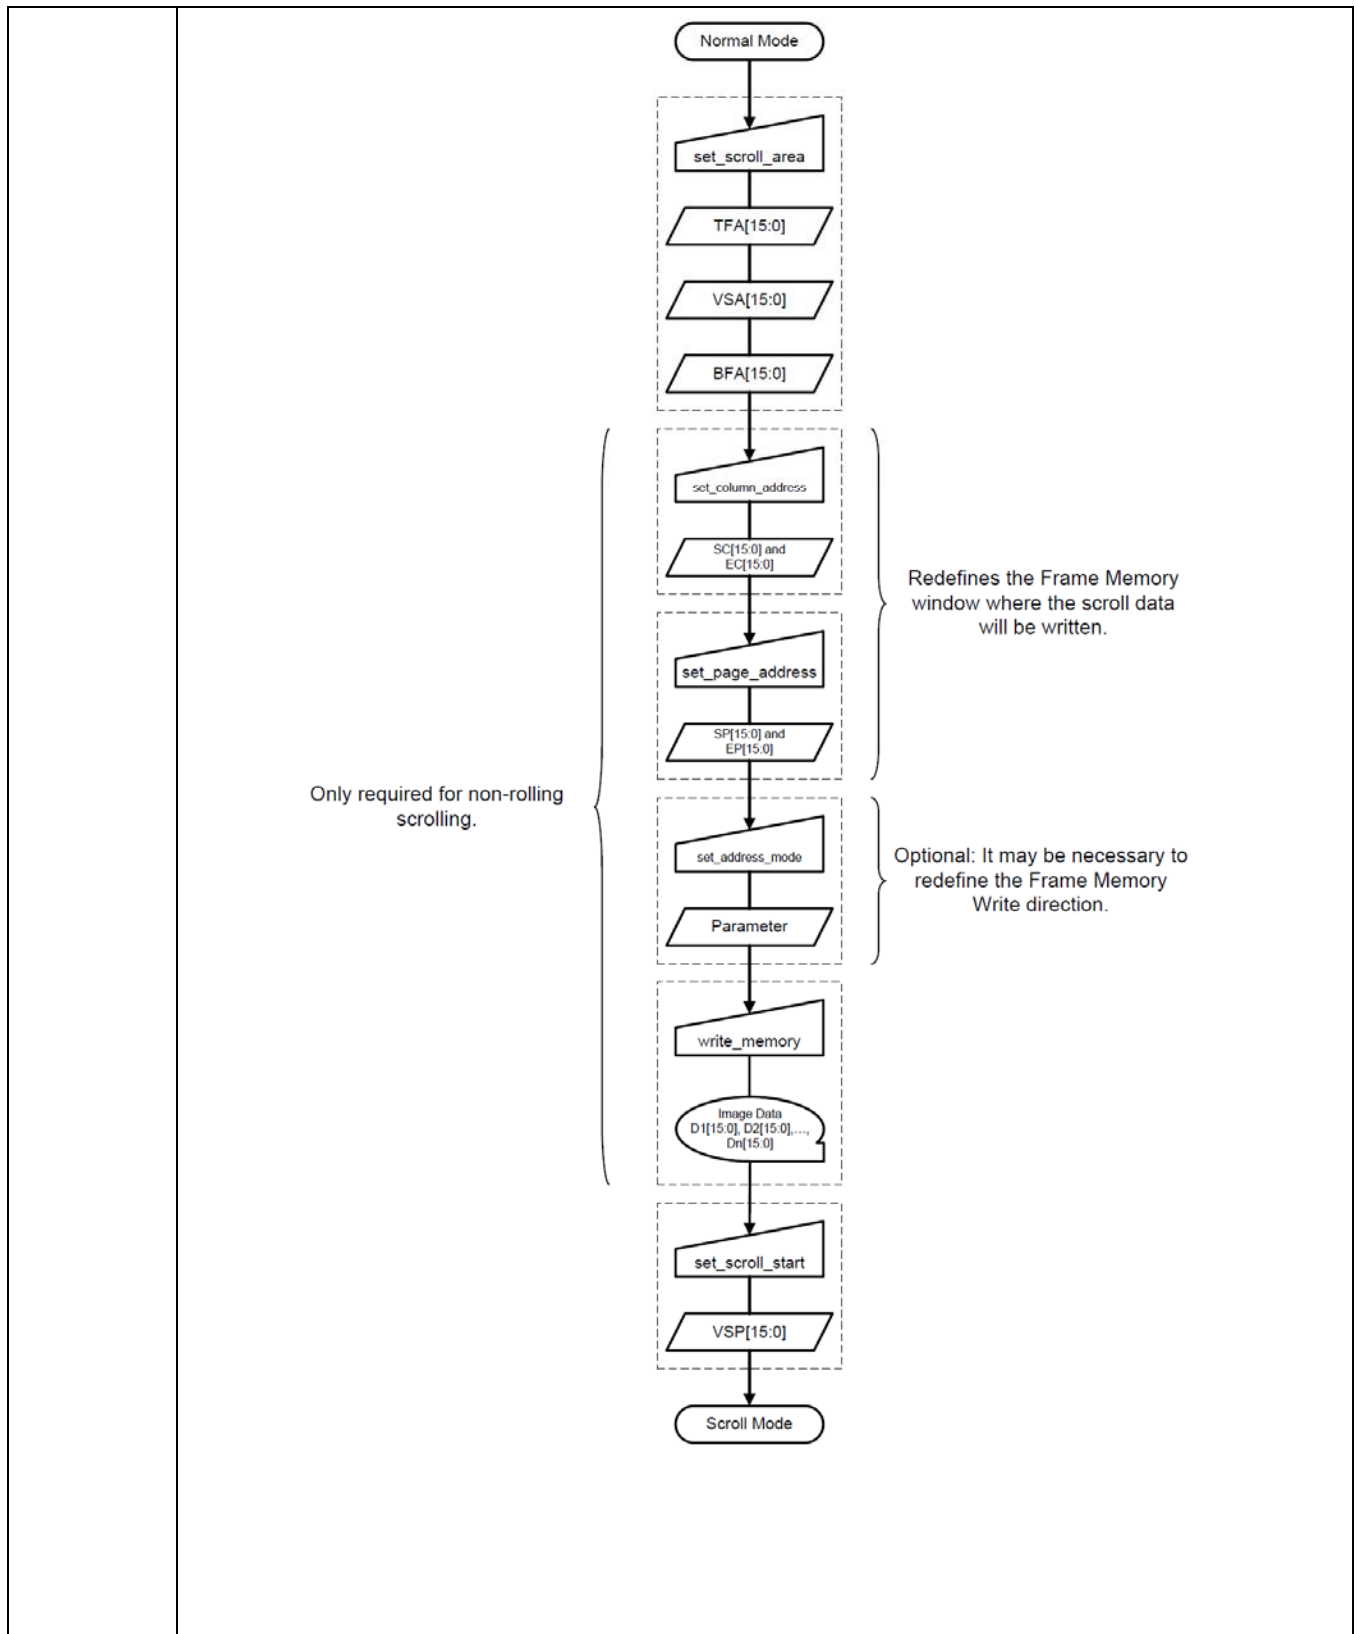 Normal Mode
set_scroll_area
TFA[15:0]
VSA[15:0]
BFA[15:0]
set_column_address
SC[15:0] and
EC[15:0]
Redefines the Frame Memory
window where the scroll data
will be written.
set_page_address
SP[15:0] and
EP[15:0]
Only required for non-rolling
scrolling.
set_address_mode
Optional: It may be necessary to
redefine the Frame Memory
Write direction.
Parameter
write_memory
Image Data
D1[15:0], D2[15:0],...,
Dn[15:0]
set_scroll_start
VSP[15:0]
Scroll Mode